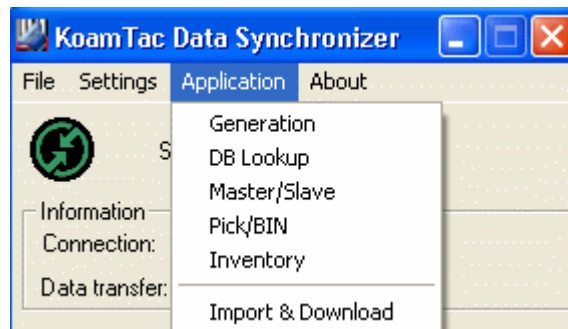 KoamTac Data Synchronizer
File Settings Application About
Generation
S
DB Lookup
Master/Slave
Information
Pick/BIN
Connection:
Inventory
Data transfer:
Import & Download